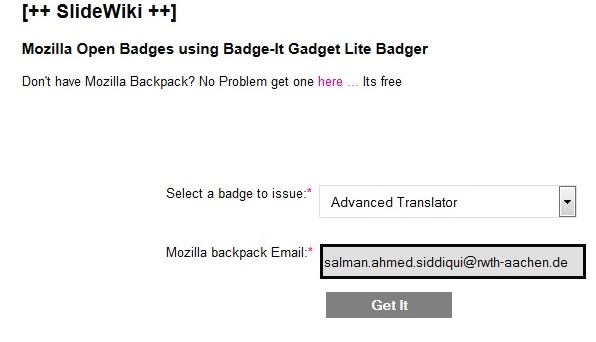 [++ SlideWiki ++]
Mozilla Open Badges using Badge-It Gadget Lite Badger
Don't have Mozilla Backpack? No Problem get one here ... Its free
Select a badge to issue:* Advanced Translator
Mozilla backpack Email:* salman.ahmed.siddiqui@rwth-aachen.de
Get It